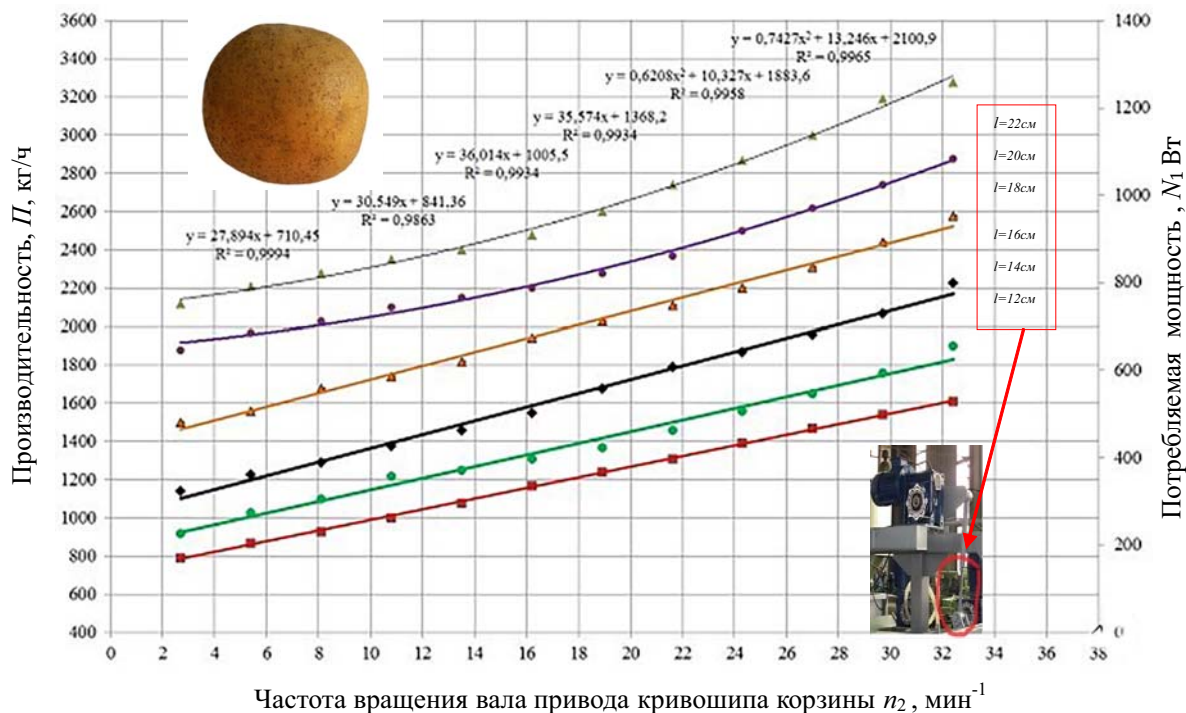 3600
3400
3200
3000
2800
2600
2400
2200
2000
1800
1600
1400
1200
1000
800
600
400
Производительность, П, кг/ч
y = 0,7427x² + 13,246x + 2100,9
R² = 0,9965
y = 0,6208x² + 10,327x + 1883,6
R² = 0,9958
y = 35,574x + 1368,2
R² = 0,9934
y = 36,014x + 1005,5
R² = 0,9934
y = 30,549x + 841,36
R² = 0,9863
y = 27,894x + 710,45
R² = 0,9994
l=22см
l=20см
l=18см
l=16см
l=14см
l=12см
1400
1200
1000
800
600
400
200
0
Потребляемая мощность , N₁ Вт
0 2 4 6 8 10 12 14 16 18 20 22 24 26 28 30 32 34 36 38
Частота вращения вала привода кривошипа корзины n₂ , мин⁻¹